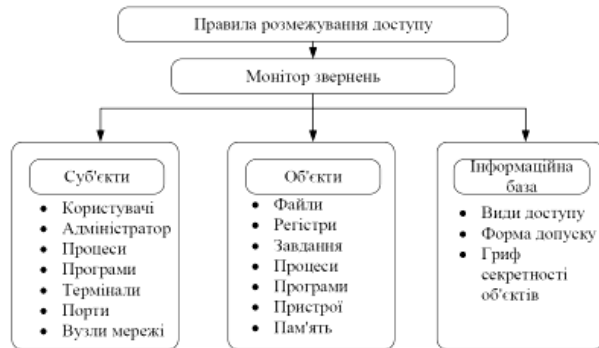 Правила розмежування доступу
Монітор звернень
Суб'єкти
Користувачі
Адміністратор
Процеси
Програми
Термінали
Порти
Вузли мережі
Об'єкти
Файли
Регістри
Завдання
Процеси
Програми
Пристрої
Пам'ять
Інформаційна
база
Види доступу
Форма допуску
Гриф
секретності
об'єктів